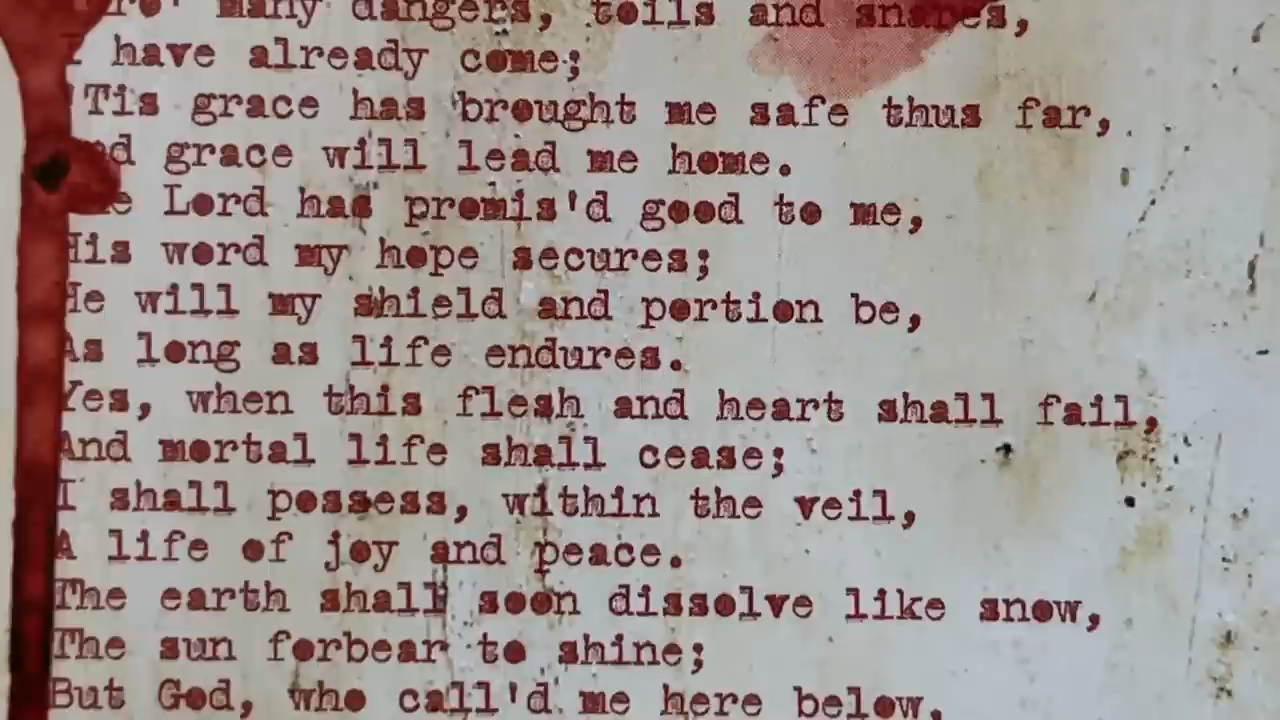 many dangers, toils and snares,
I have already come;
'Tis grace has brought me safe thus far,
And grace will lead me home.
The Lord has promis'd good to me,
His word my hope secures;
He will my shield and portion be,
As long as life endures.
Yes, when this flesh and heart shall fail,
And mortal life shall cease;
I shall possess, within the veil,
A life of joy and peace.
The earth shall soon dissolve like snow,
The sun forbear to shine;
But God, who call'd me here below,